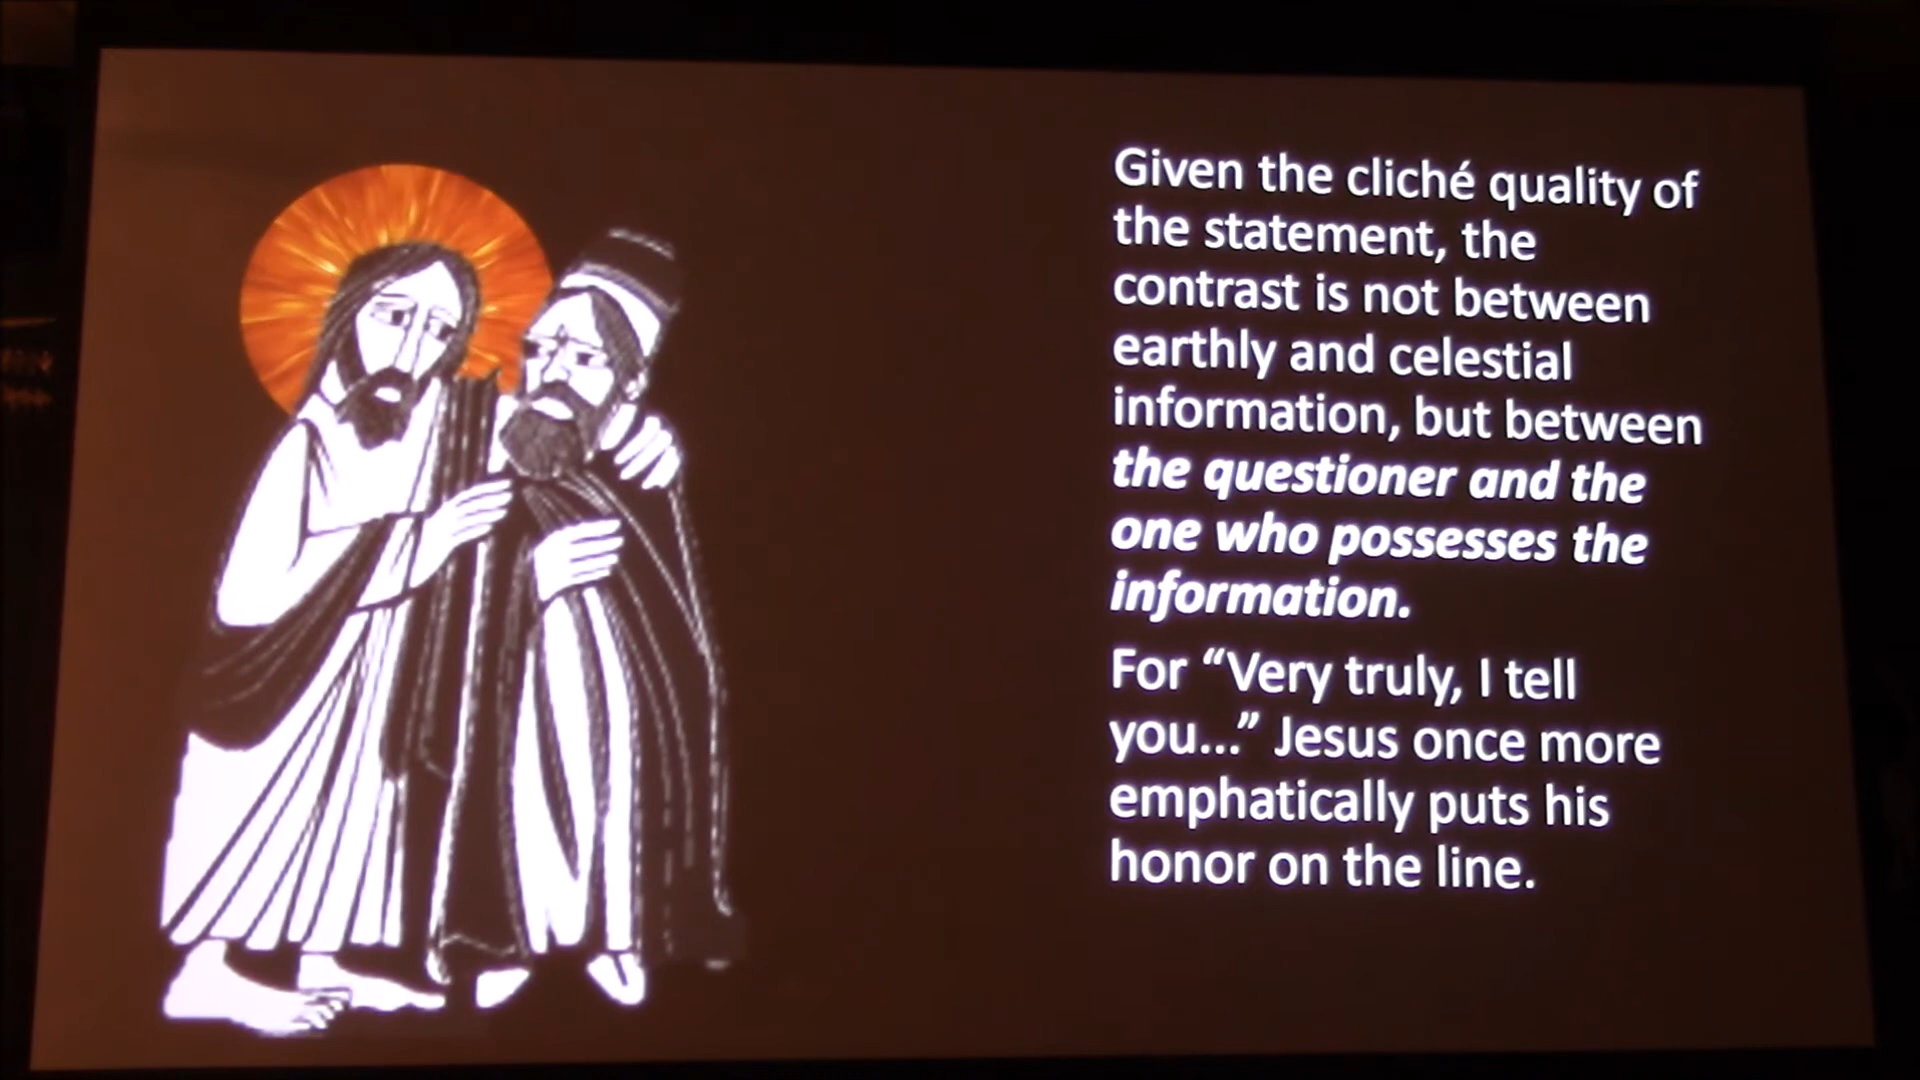 Given the cliché quality of
the statement, the
contrast is not between
earthly and celestial
information, but between
the questioner and the
one who possesses the
information.
For “Very truly, I tell
you...” Jesus once more
emphatically puts his
honor on the line.